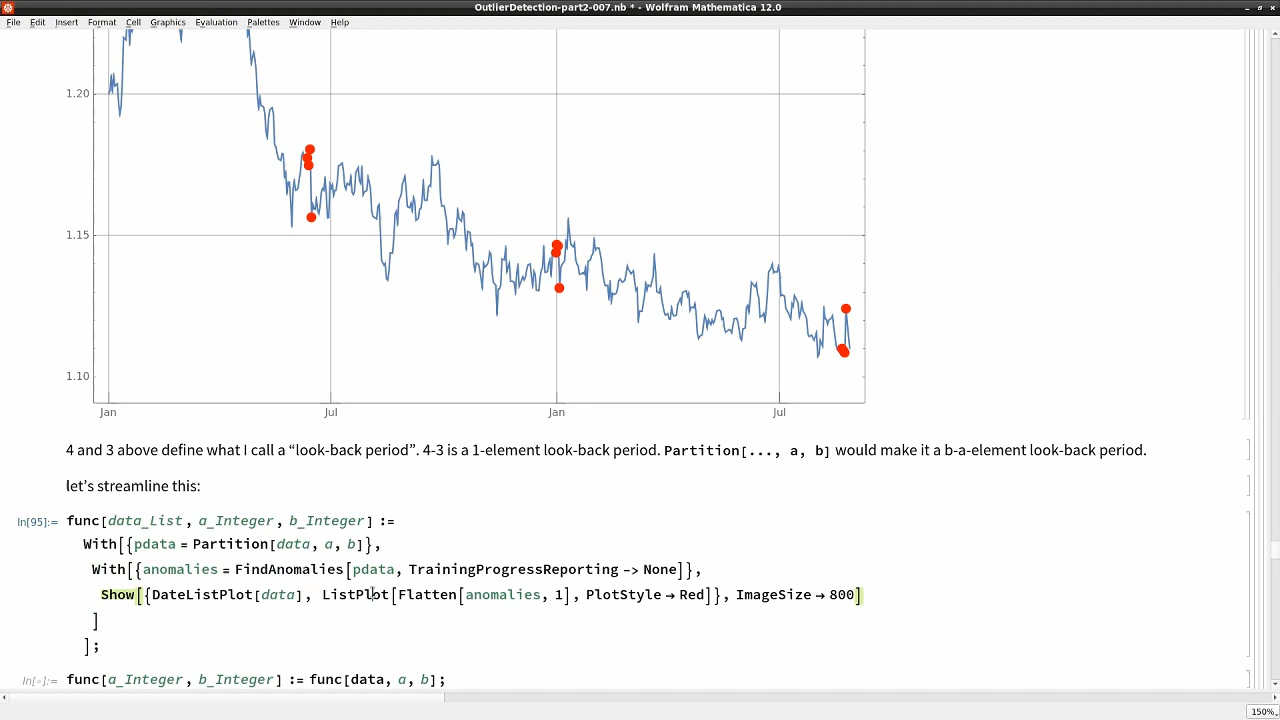 OutlierDetection-part2-007.nb * - Wolfram Mathematica 12.0
File Edit Insert Format Cell Graphics Evaluation Palettes Window Help
1.20
1.15
1.10
Jan Jul Jan Jul
4 and 3 above define what I call a “look-back period”. 4-3 is a 1-element look-back period. Partition[..., a, b] would make it a b-a-element look-back period.
let’s streamline this:
In[95]:= func[data_List, a_Integer, b_Integer] :=
With[{pdata = Partition[data, a, b]},
With[{anomalies = FindAnomalies[pdata, TrainingProgressReporting -> None]},
Show[{DateListPlot[data], ListPlot[Flatten[anomalies, 1], PlotStyle → Red]}, ImageSize → 800]
]
];
In[•]:= func[a_Integer, b_Integer] := func[data, a, b];
150%